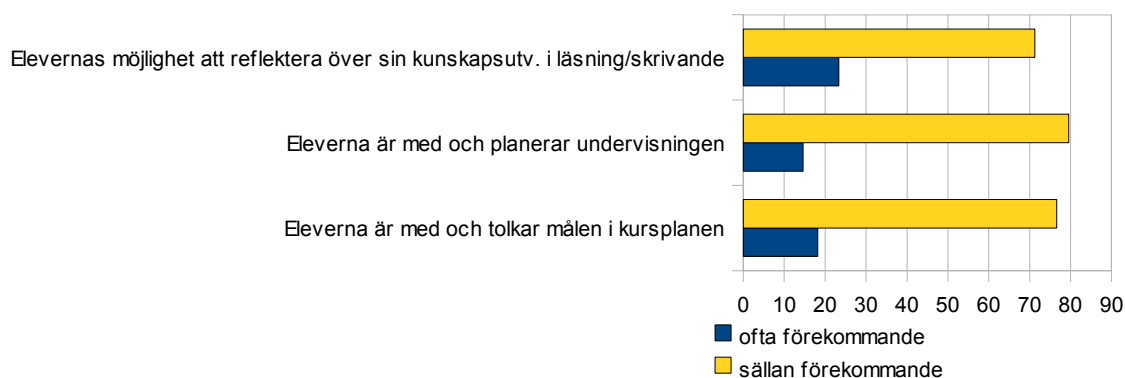 Elevernas möjlighet att reflektera över sin kunskapsutv. i läsning/skrivande
Eleverna är med och planerar undervisningen
Eleverna är med och tolkar målen i kursplanen
0 10 20 30 40 50 60 70 80 90
ofta förekommande
sällan förekommande